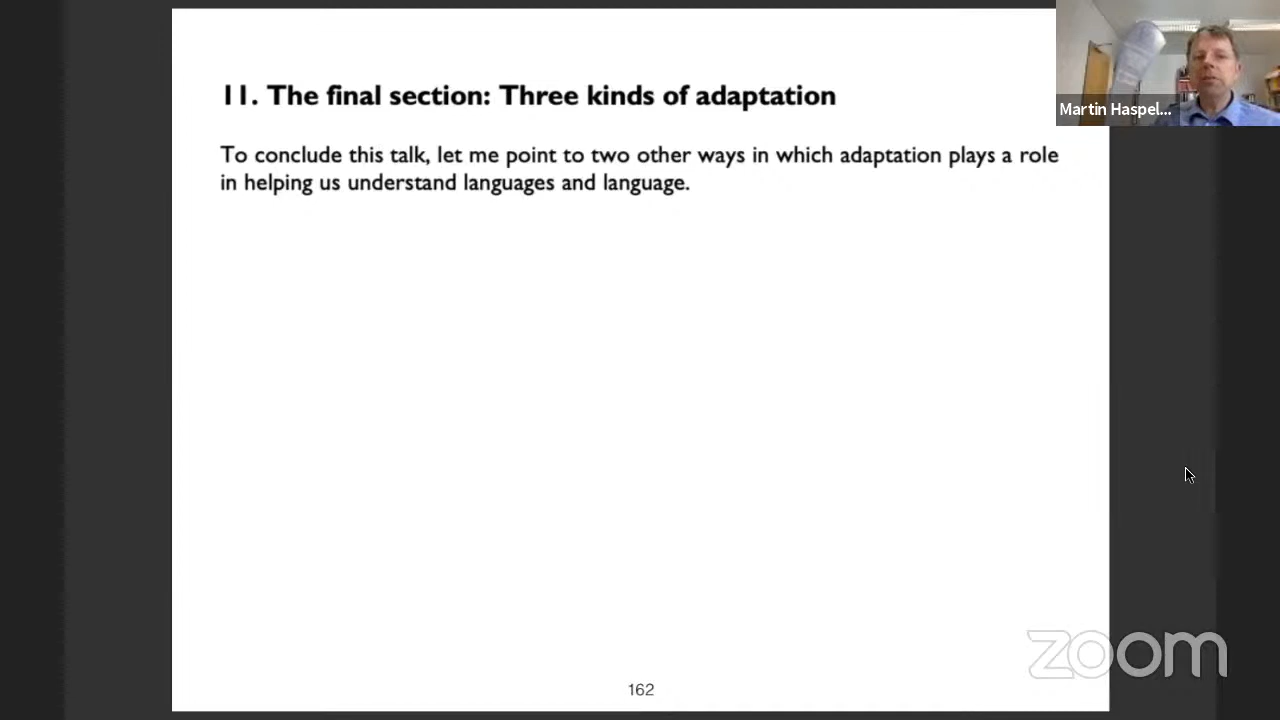 11. The final section: Three kinds of adaptation
To conclude this talk, let me point to two other ways in which adaptation plays a role
in helping us understand languages and language.
Martin Haspel...
zoom
162